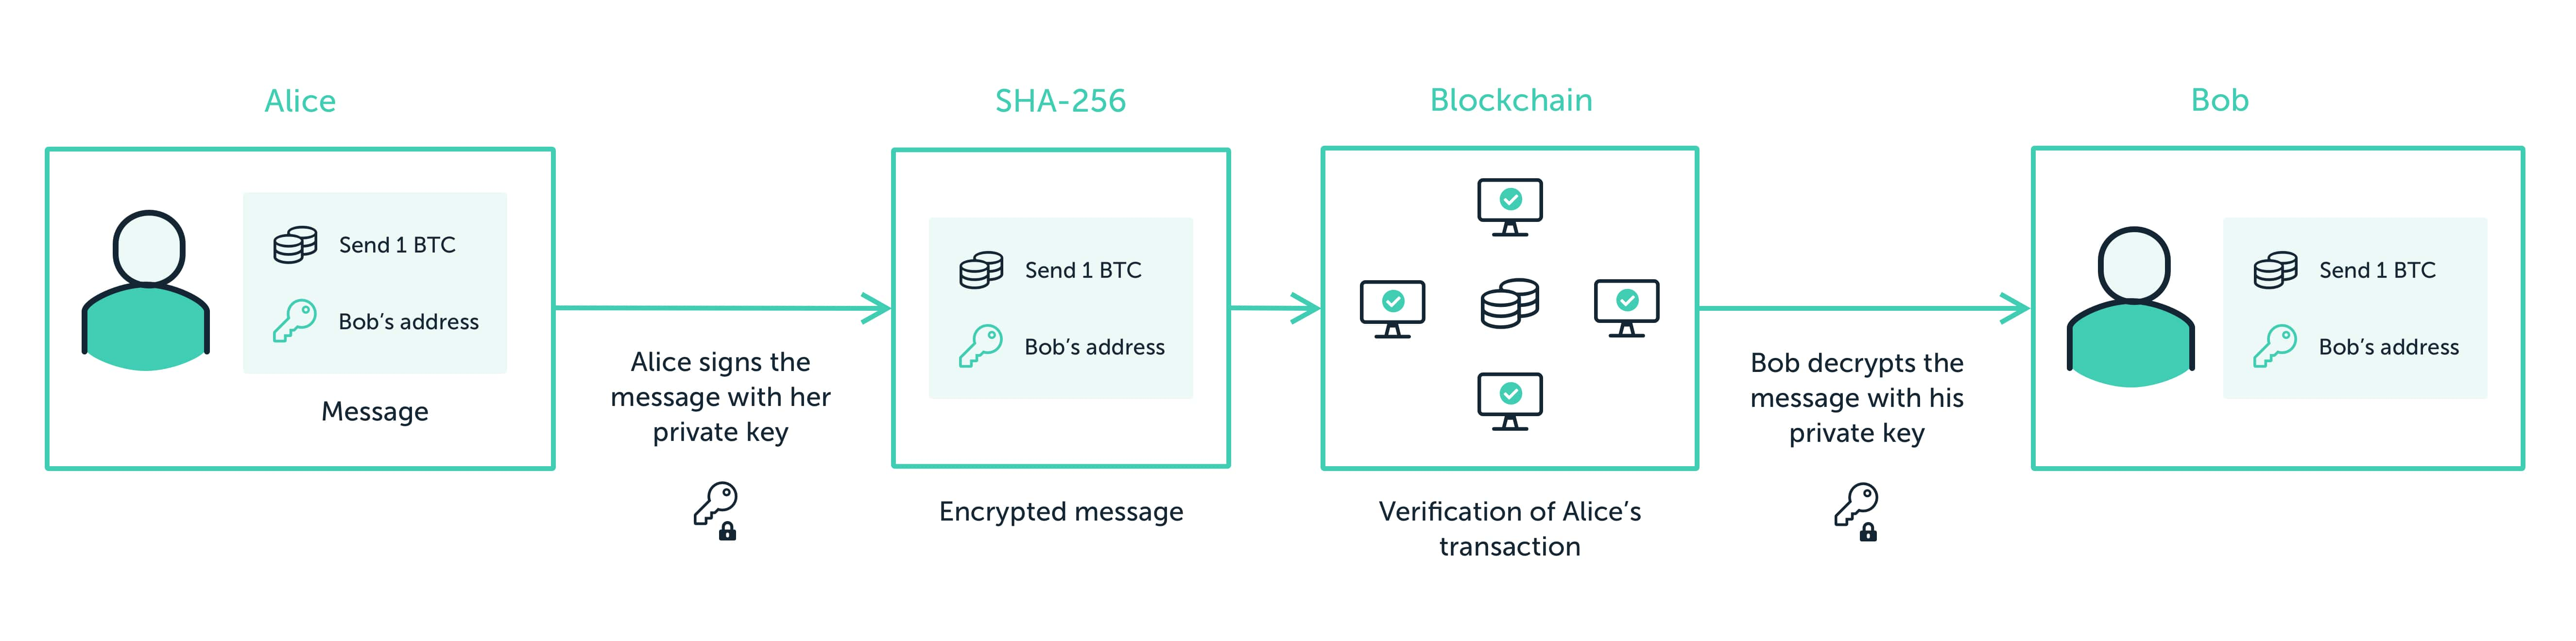 Alice
Send 1 BTC
Bob’s address
Message
Alice signs the
message with her
private key
SHA-256
Send 1 BTC
Bob’s address
Encrypted message
Blockchain
Verification of Alice’s
transaction
Bob decrypts the
message with his
private key
Bob
Send 1 BTC
Bob’s address